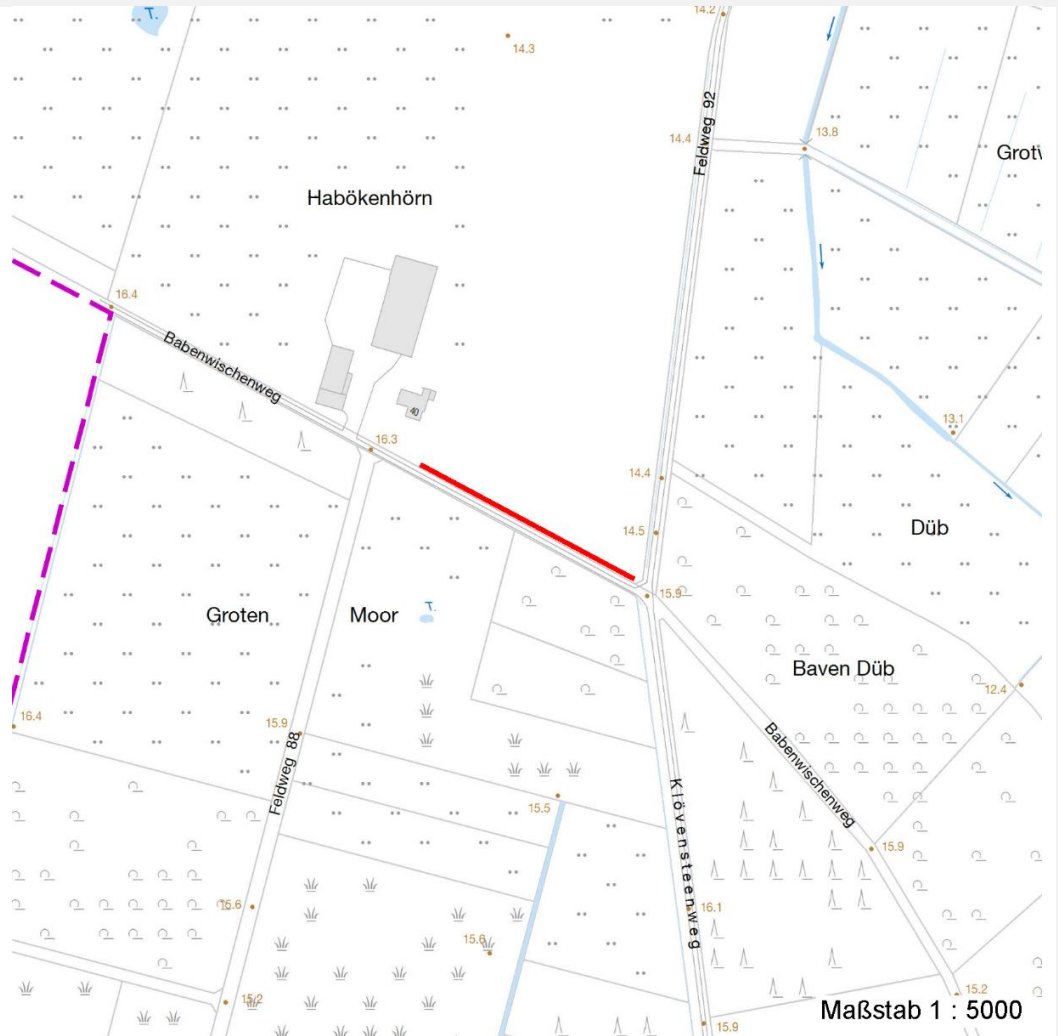 T.
14.2
14.3
Feldweg 92
14.4
13.8
Habökenhörn
16.4
Babenwischenweg
40
16.3
13.1
14.4
14.5
Düb
15.9
Groten
Moor
T.
Baven Düb
12.4
16.4
15.9
Feldweg 88
Babenwischenweg
15.5
Klövensteenweg
15.9
15.6
16.1
15.6
15.2
15.2
15.9
Maßstab 1 : 5000